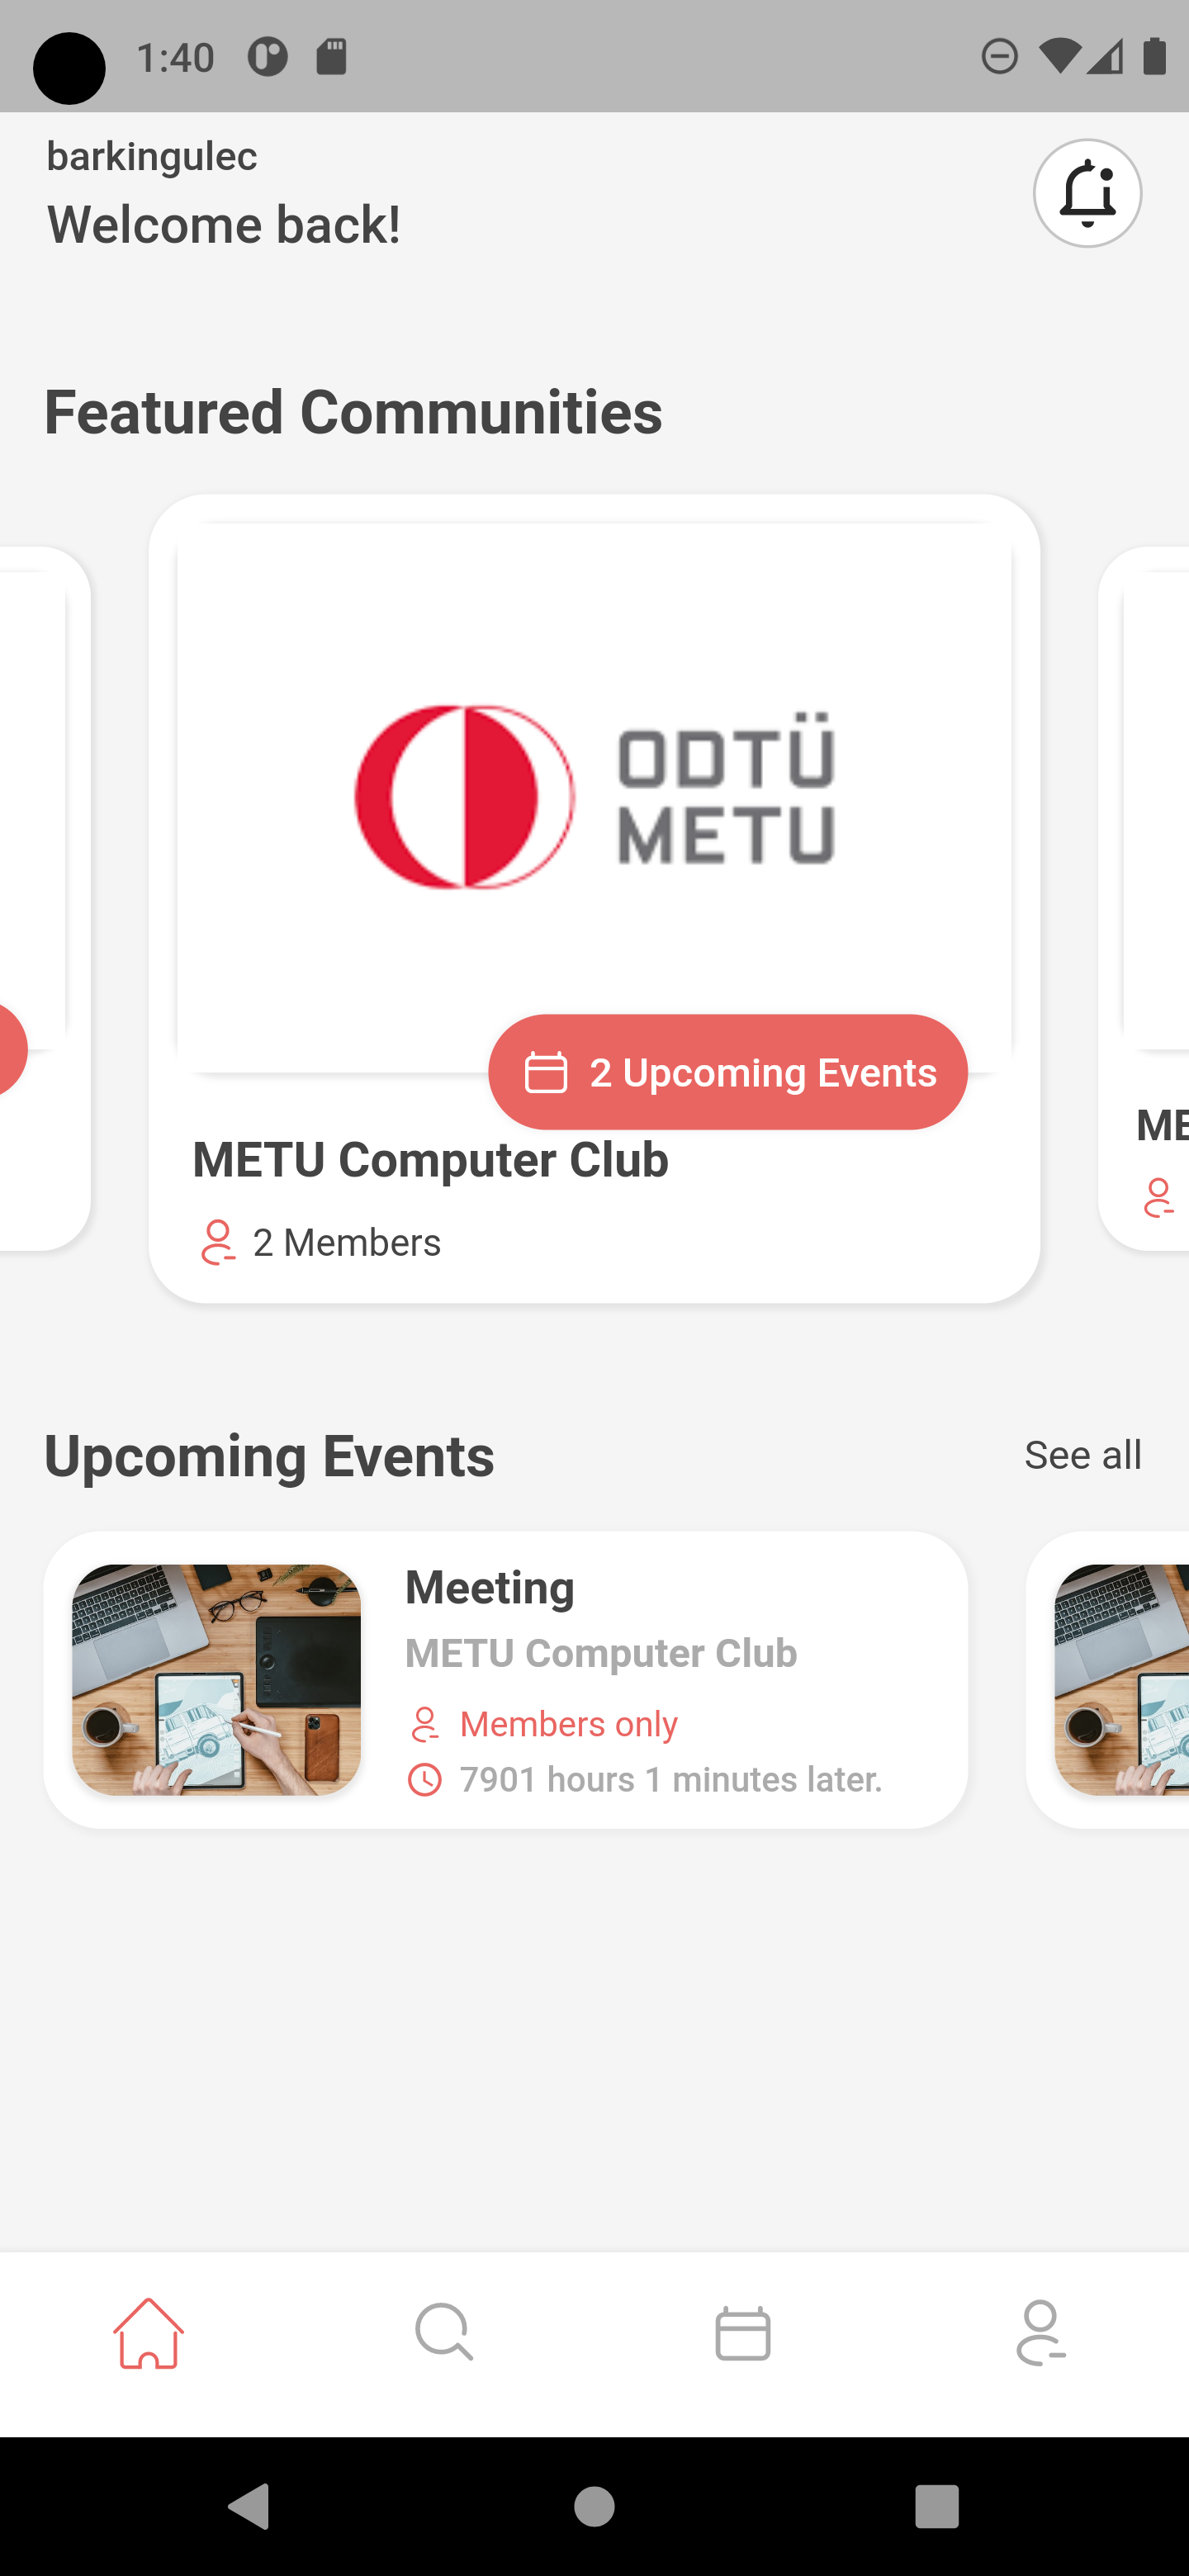 1:40
barkingulec
Welcome back!
Featured Communities
ODTÜ
METU
2 Upcoming Events
METU Computer Club
2 Members
Upcoming Events
See all
Meeting
METU Computer Club
Members only
7901 hours 1 minutes later.